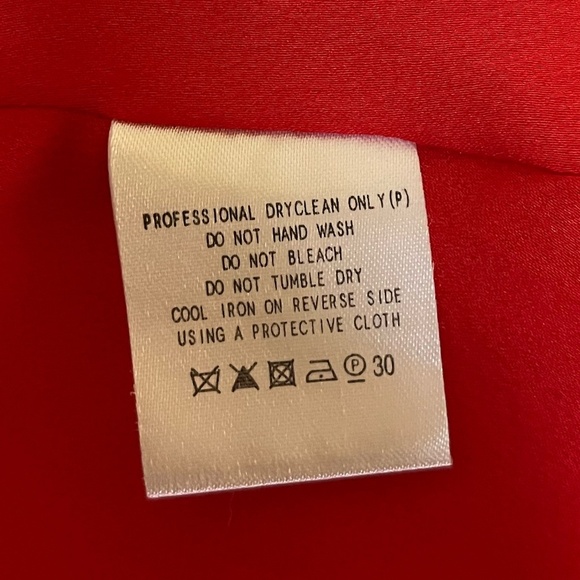 PROFESSIONAL DRYCLEAN ONLY(P)
DO NOT HAND WASH
DO NOT BLEACH
DO NOT TUMBLE DRY
COOL IRON ON REVERSE SIDE
USING A PROTECTIVE CLOTH
P 30